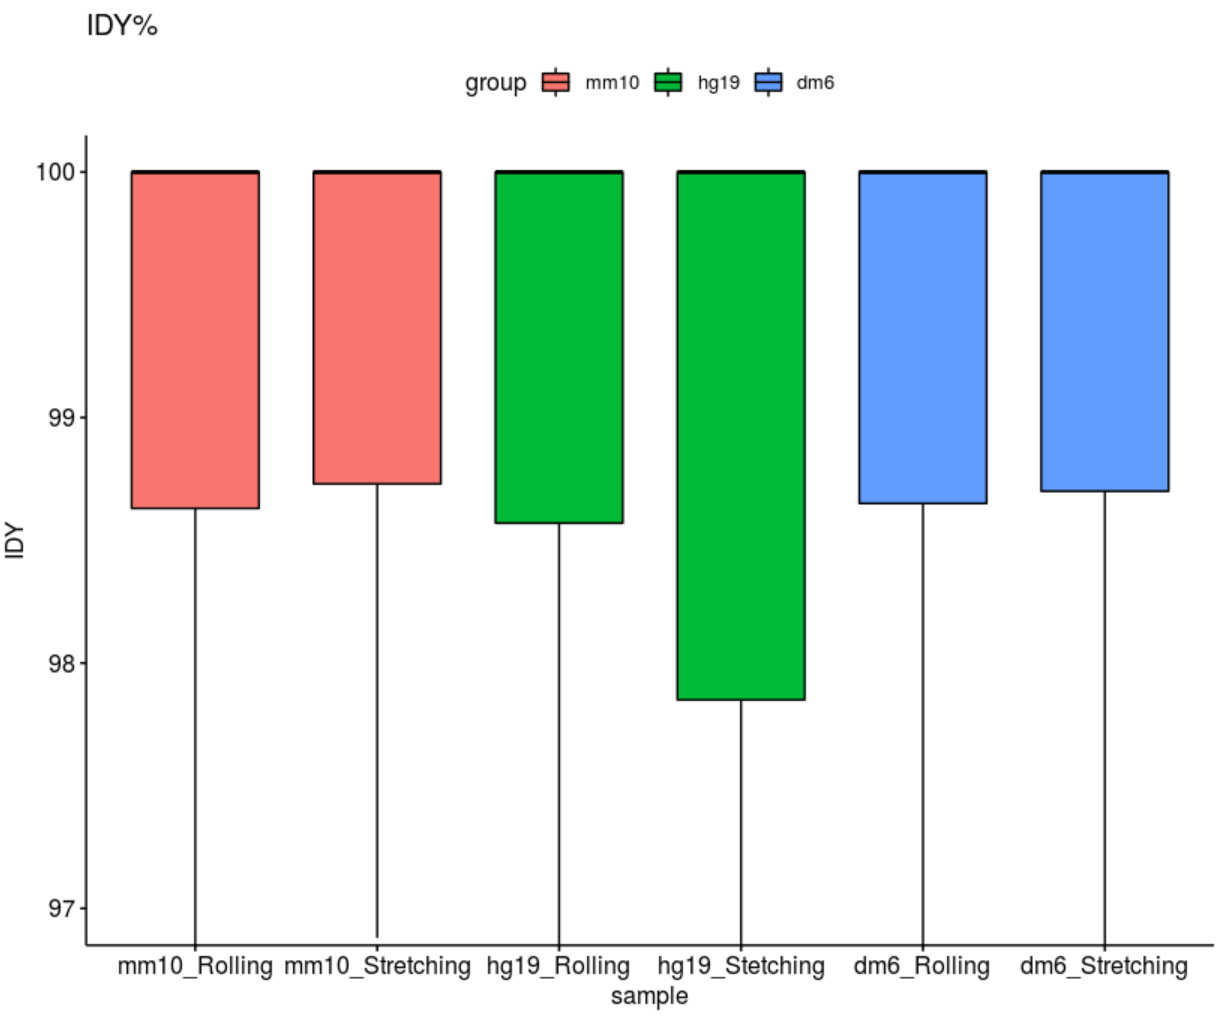 IDY%
group mm10 hg19 dm6
100
99
98
97
IDY
mm10_Rolling mm10_Stretching hg19_Rolling hg19_Stetching dm6_Rolling dm6_Stretching
sample